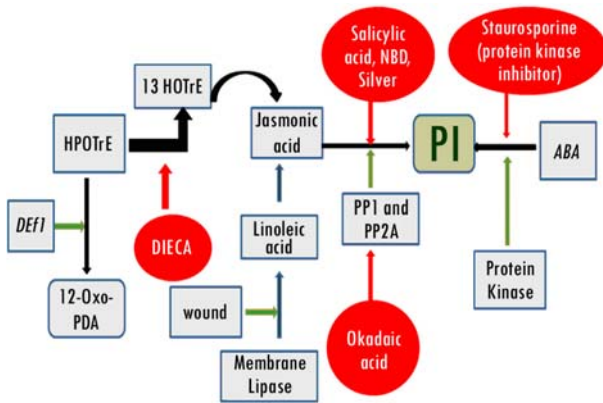 Salicylic
acid, NBD,
Silver
Staurosporine
(protein kinase
inhibitor)
13 HOTrE
HPOTrE
Jasmonic
acid
PI
ABA
DEf1
DIECA
Linoleic
acid
PP1 and
PP2A
12-Oxo-
PDA
wound
Protein
Kinase
Membrane
Lipase
Okadaic
acid